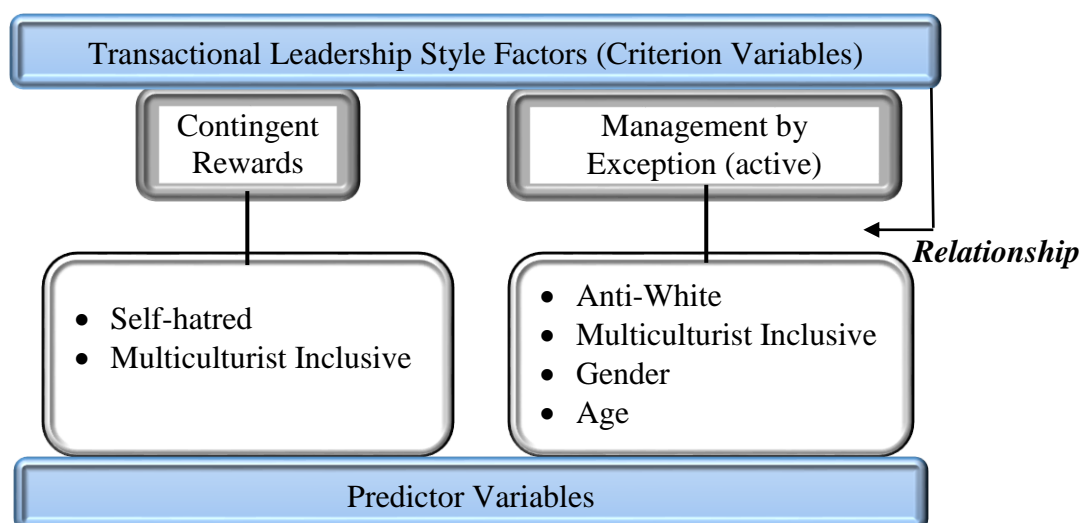 Transactional Leadership Style Factors (Criterion Variables)
Contingent
Rewards
Management by
Exception (active)
Relationship
• Self-hatred
• Multiculturist Inclusive
• Anti-White
• Multiculturist Inclusive
• Gender
• Age
Predictor Variables